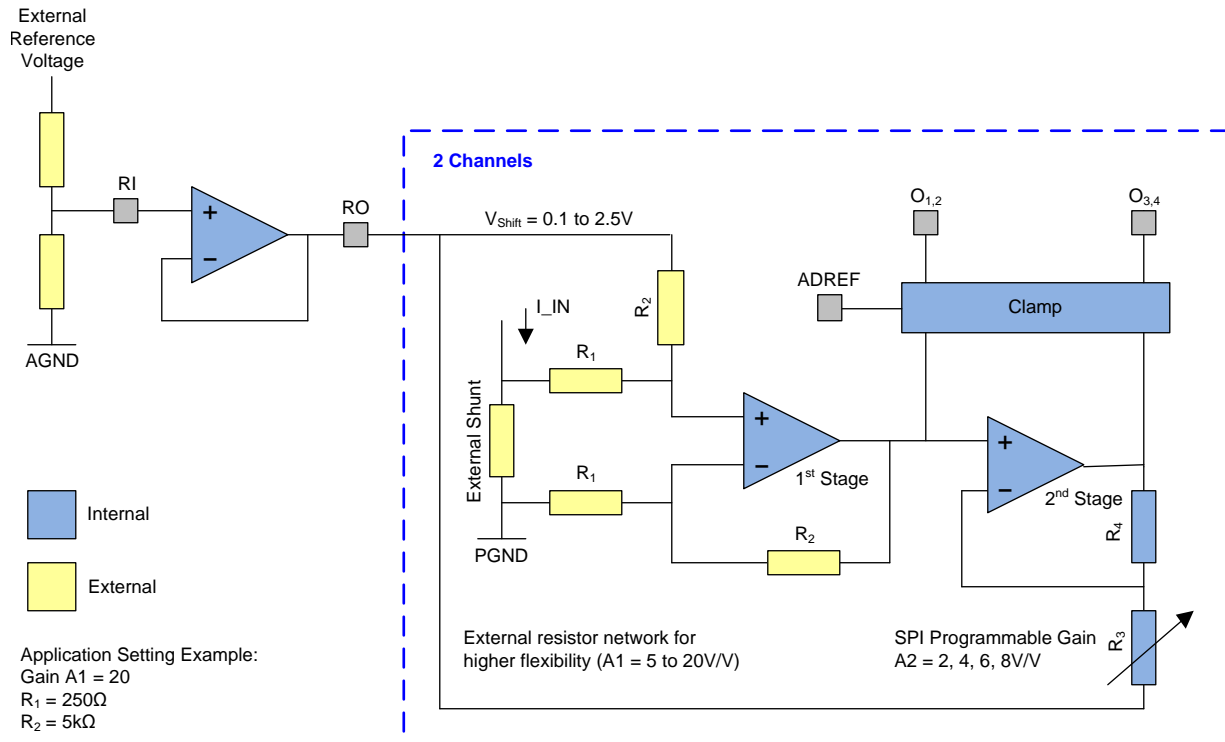 External
Reference
Voltage
RI
RO
AGND
2 Channels
V_Shift = 0.1 to 2.5V
O1,2
O3,4
ADREF
Clamp
I_IN
R2
R1
External Shunt
R1
+
−
+
−
+
−
1st Stage
2nd Stage
R2
R4
R3
PGND
Internal
External
External resistor network for
higher flexibility (A1 = 5 to 20V/V)
SPI Programmable Gain
A2 = 2, 4, 6, 8V/V
Application Setting Example:
Gain A1 = 20
R1 = 250Ω
R2 = 5kΩ